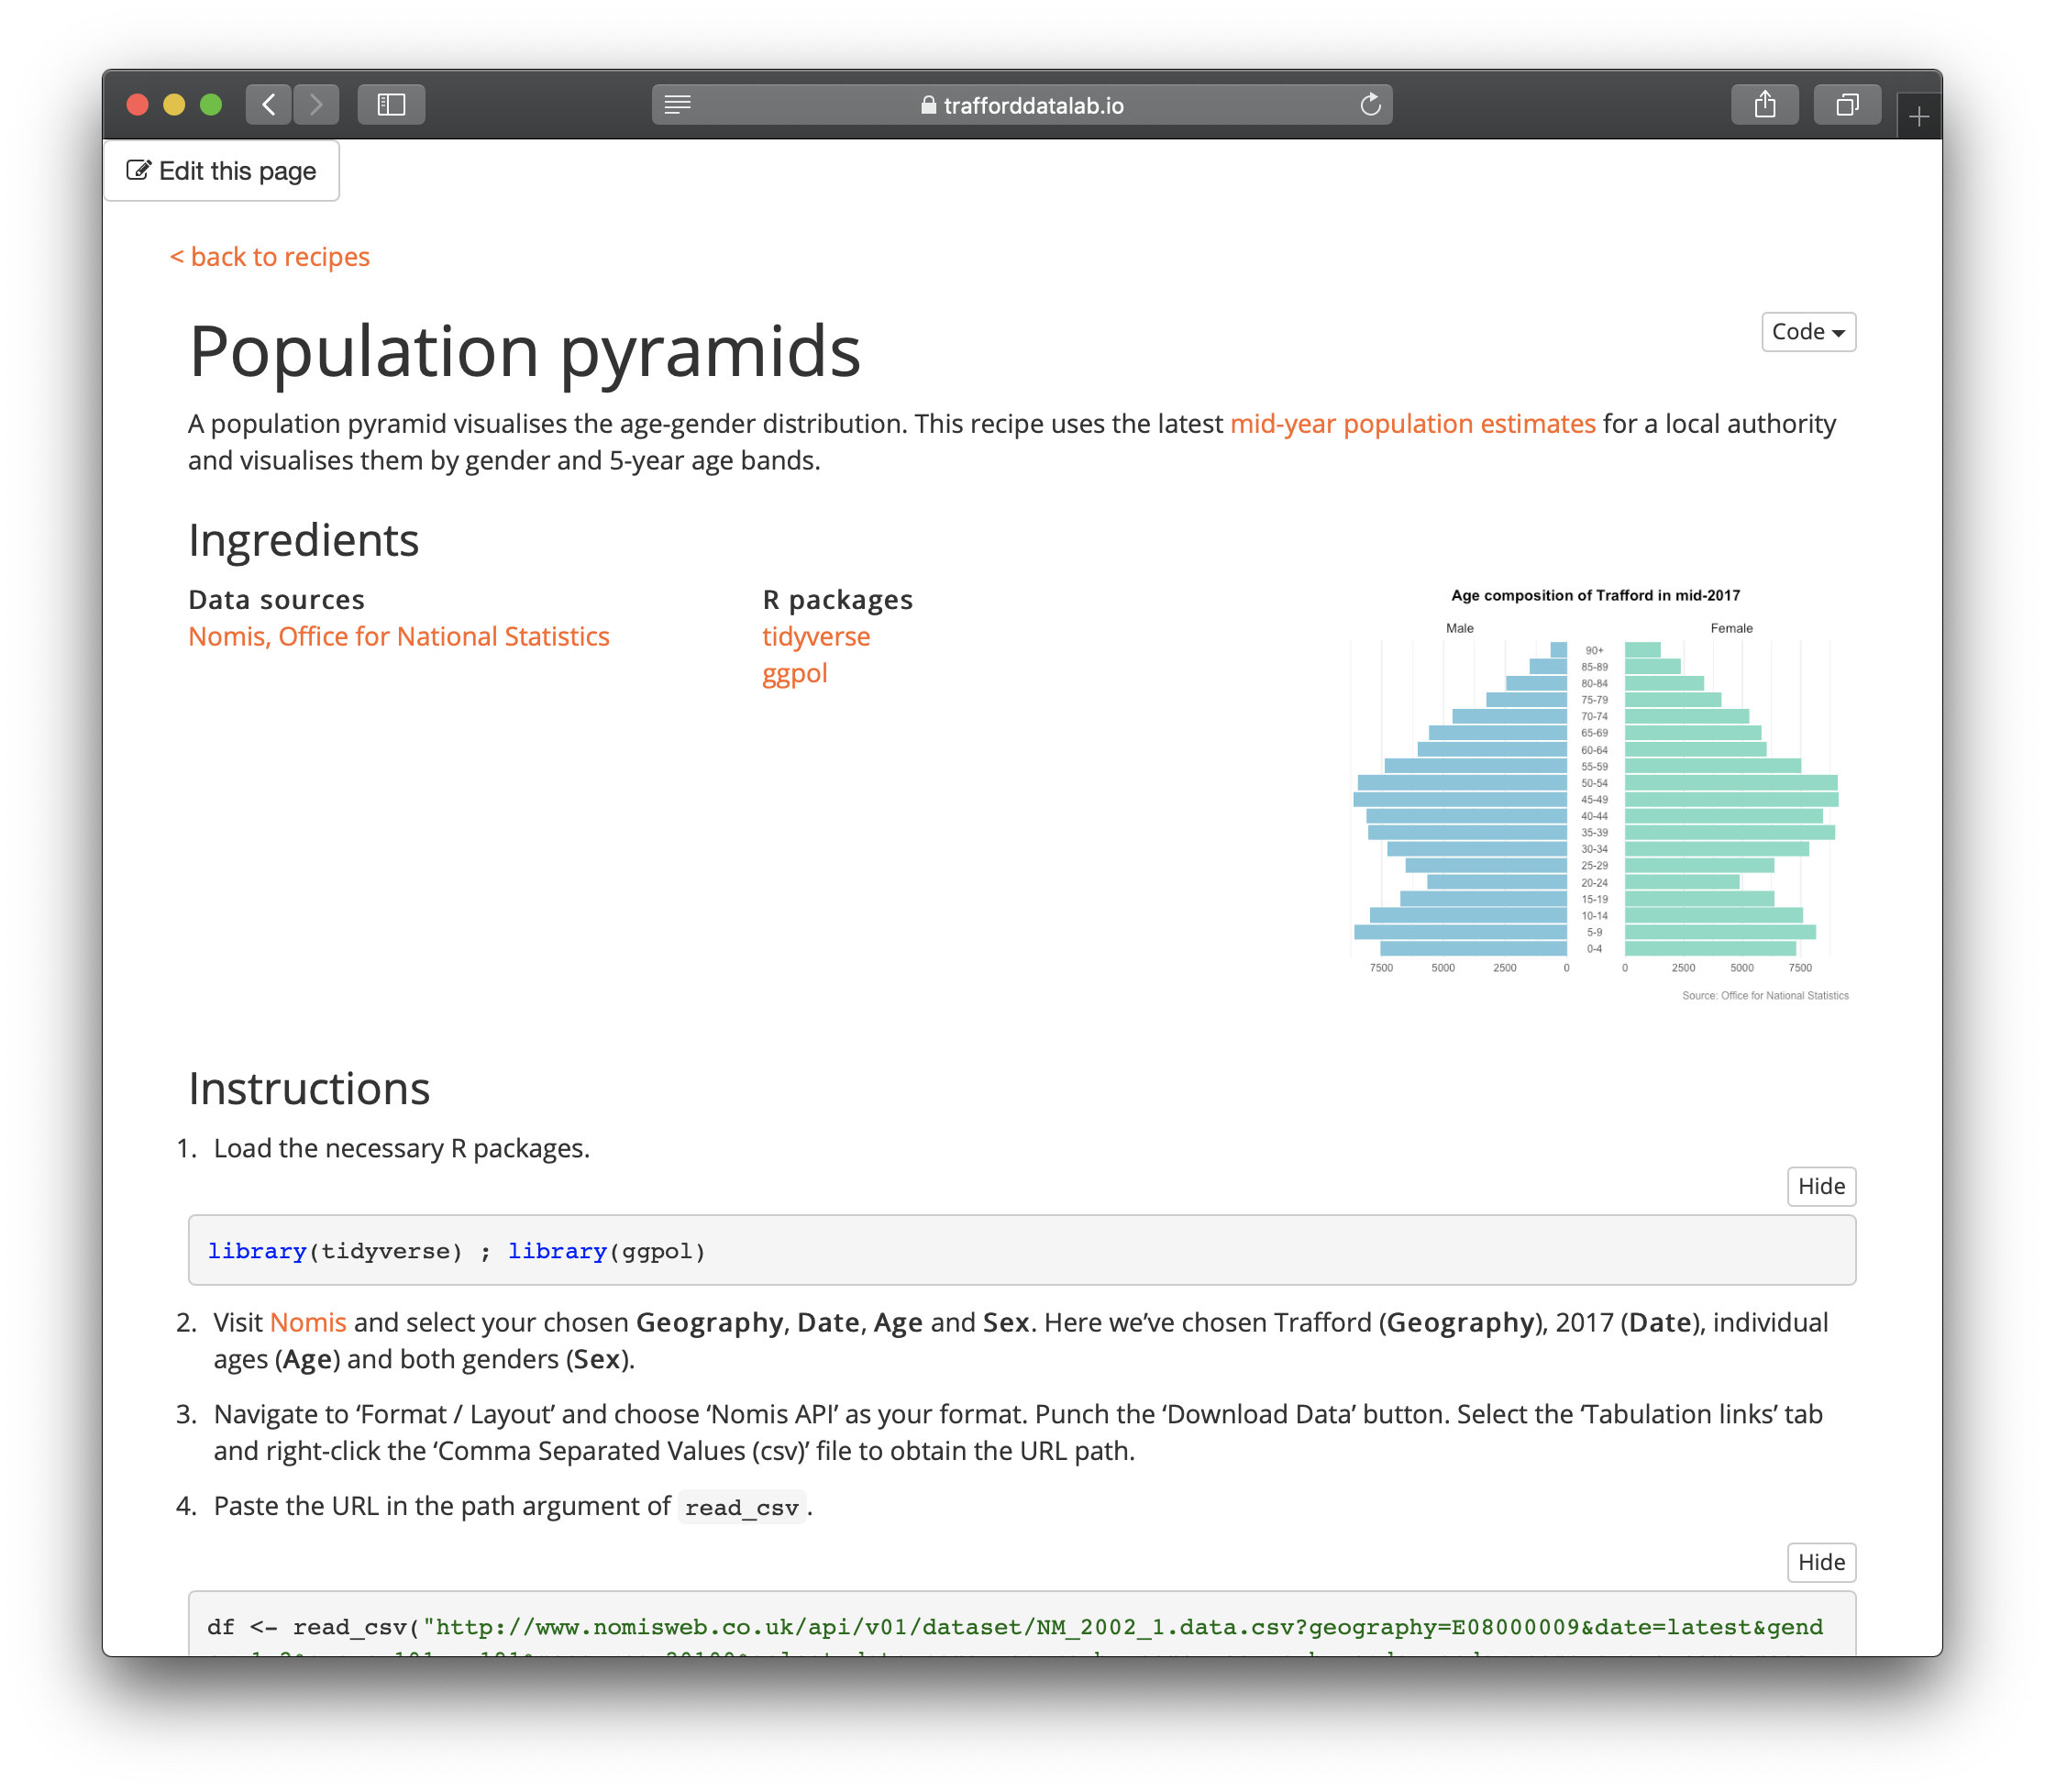 trafforddatalab.io
Edit this page
< back to recipes
Population pyramids
Code
A population pyramid visualises the age-gender distribution. This recipe uses the latest mid-year population estimates for a local authority
and visualises them by gender and 5-year age bands.
Ingredients
Data sources
Nomis, Office for National Statistics
R packages
tidyverse
ggpol
Age composition of Trafford in mid-2017
Male Female
90+
85-89
80-84
75-79
70-74
65-69
60-64
55-59
50-54
45-49
40-44
35-39
30-34
25-29
20-24
15-19
10-14
5-9
0-4
7500 5000 2500 0 0 2500 5000 7500
Source: Office for National Statistics
Instructions
1. Load the necessary R packages.
Hide
library(tidyverse) ; library(ggpol)
2. Visit Nomis and select your chosen Geography, Date, Age and Sex. Here we’ve chosen Trafford (Geography), 2017 (Date), individual
ages (Age) and both genders (Sex).
3. Navigate to ‘Format / Layout’ and choose ‘Nomis API’ as your format. Punch the ‘Download Data’ button. Select the ‘Tabulation links’ tab
and right-click the ‘Comma Separated Values (csv)’ file to obtain the URL path.
4. Paste the URL in the path argument of read_csv.
Hide
df <- read_csv("http://www.nomisweb.co.uk/api/v01/dataset/NM_2002_1.data.csv?geography=E08000009&date=latest&gend